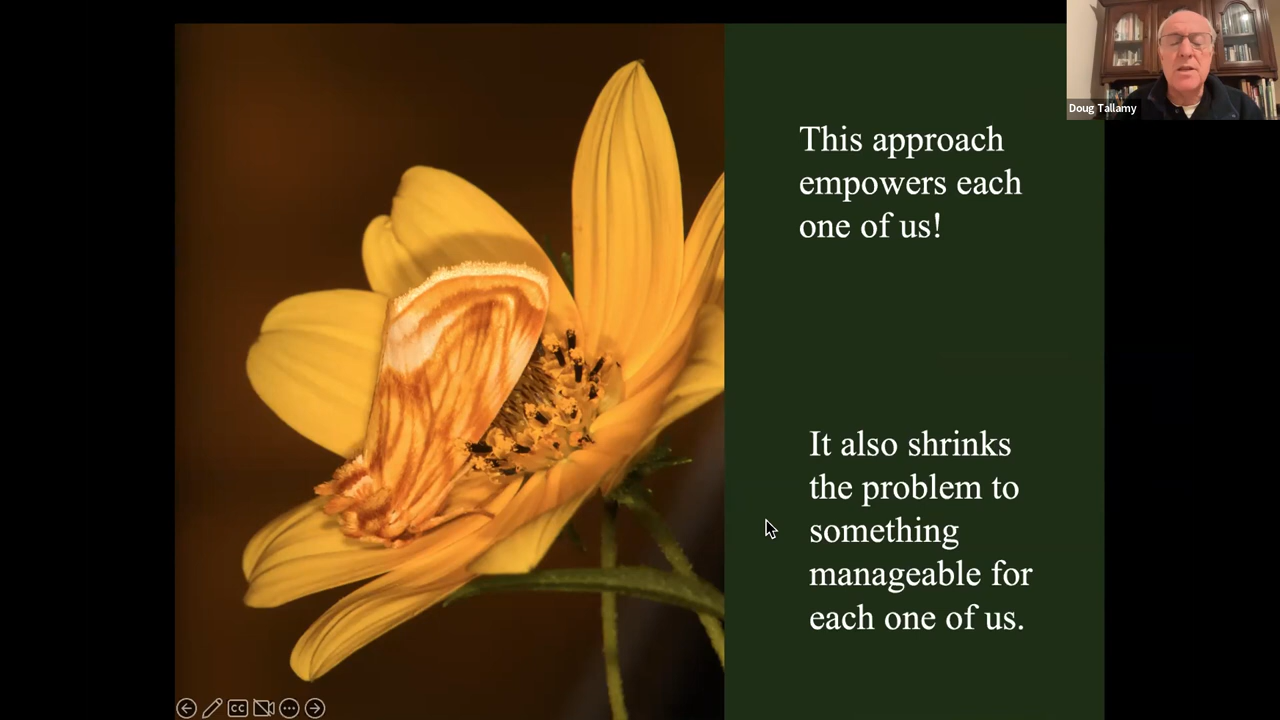 Doug Tallamy
This approach
empowers each
one of us!
It also shrinks
the problem to
something
manageable for
each one of us.
CC